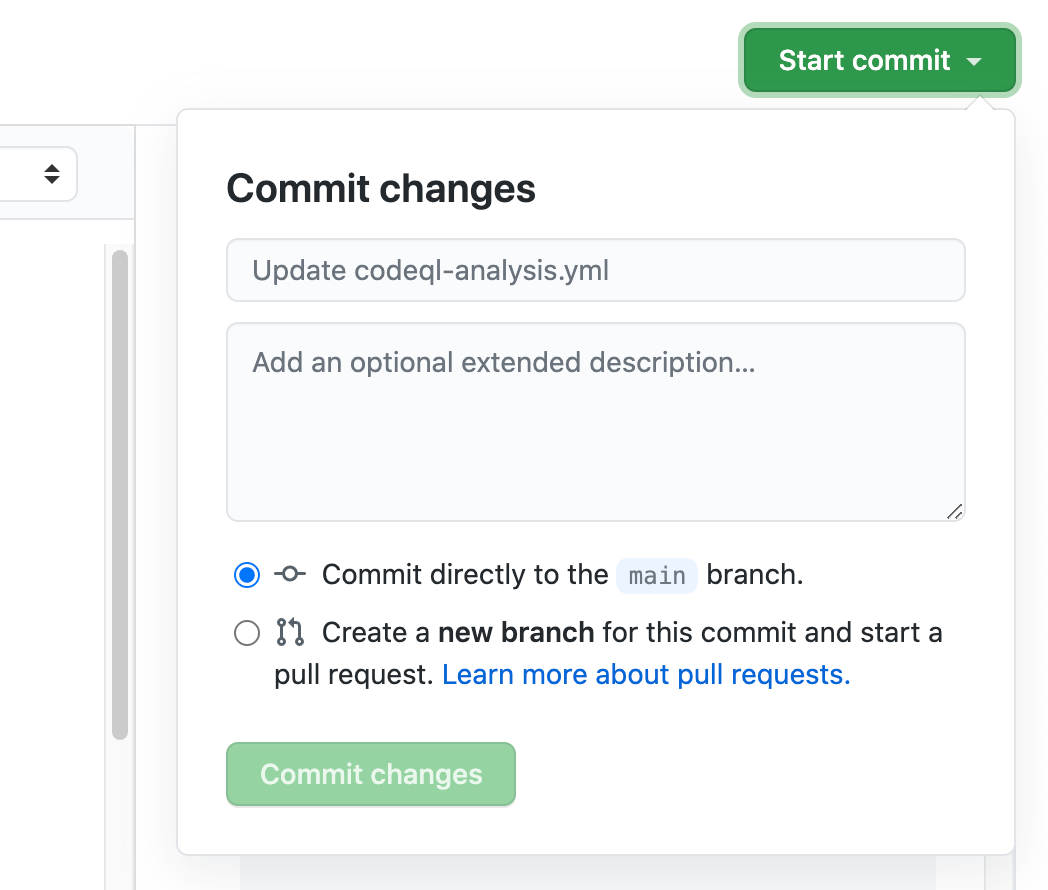 Start commit
Commit changes
Update codeql-analysis.yml
Add an optional extended description...
Commit directly to the main branch.
Create a new branch for this commit and start a
pull request. Learn more about pull requests.
Commit changes